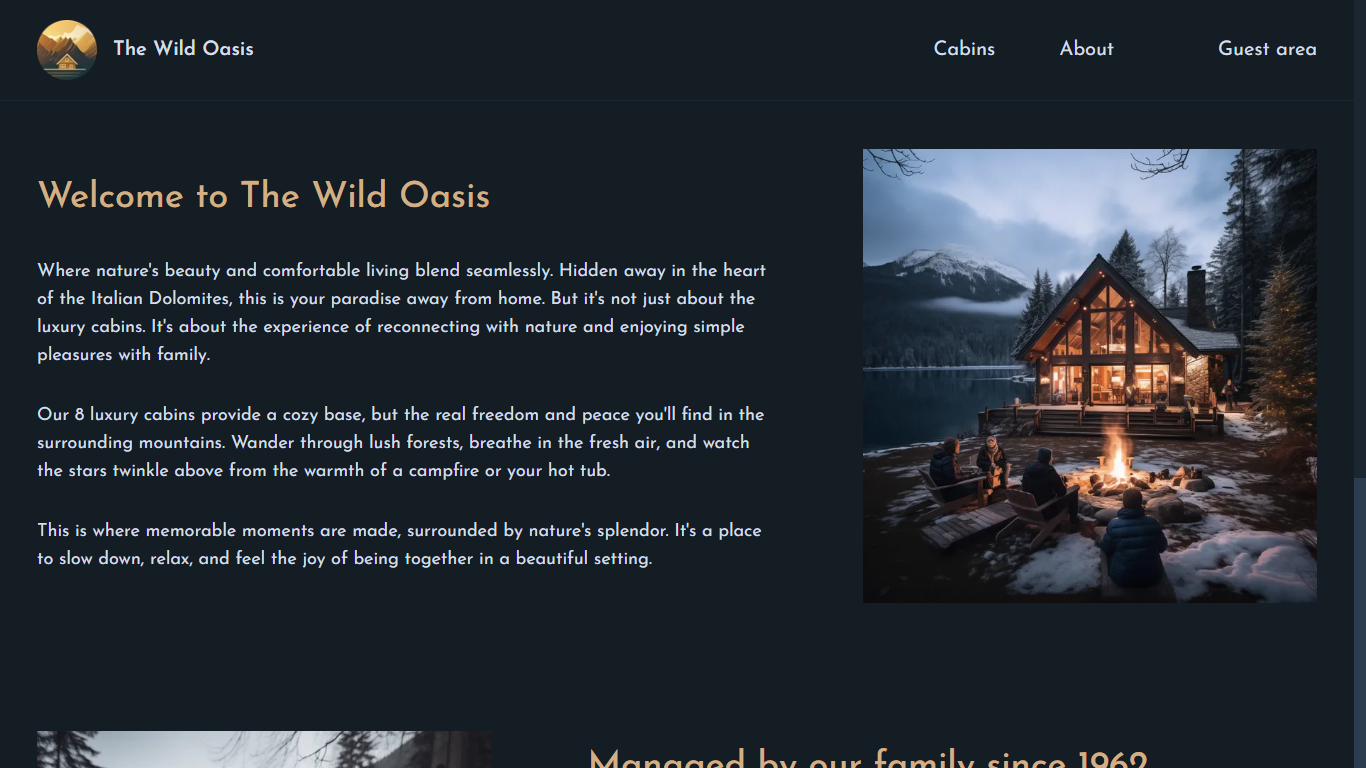 The Wild Oasis
Cabins
About
Guest area
Welcome to The Wild Oasis
Where nature's beauty and comfortable living blend seamlessly. Hidden away in the heart
of the Italian Dolomites, this is your paradise away from home. But it's not just about the
luxury cabins. It's about the experience of reconnecting with nature and enjoying simple
pleasures with family.
Our 8 luxury cabins provide a cozy base, but the real freedom and peace you'll find in the
surrounding mountains. Wander through lush forests, breathe in the fresh air, and watch
the stars twinkle above from the warmth of a campfire or your hot tub.
This is where memorable moments are made, surrounded by nature's splendor. It's a place
to slow down, relax, and feel the joy of being together in a beautiful setting.
Managed by our family since 1962